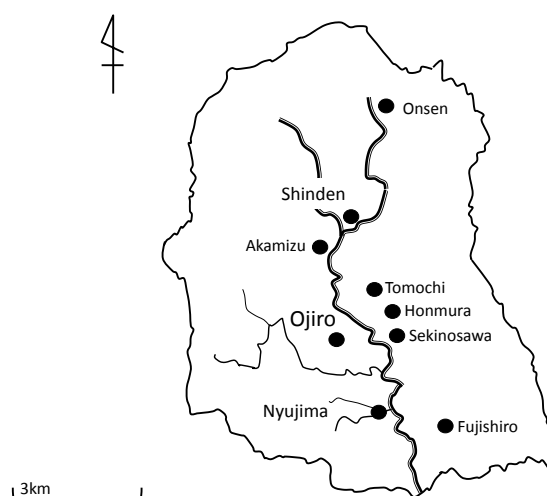 Onsen
Shinden
Akamizu
Tomochi
Honmura
Ojiro
Sekinosawa
Nyujima
Fujishiro
3km